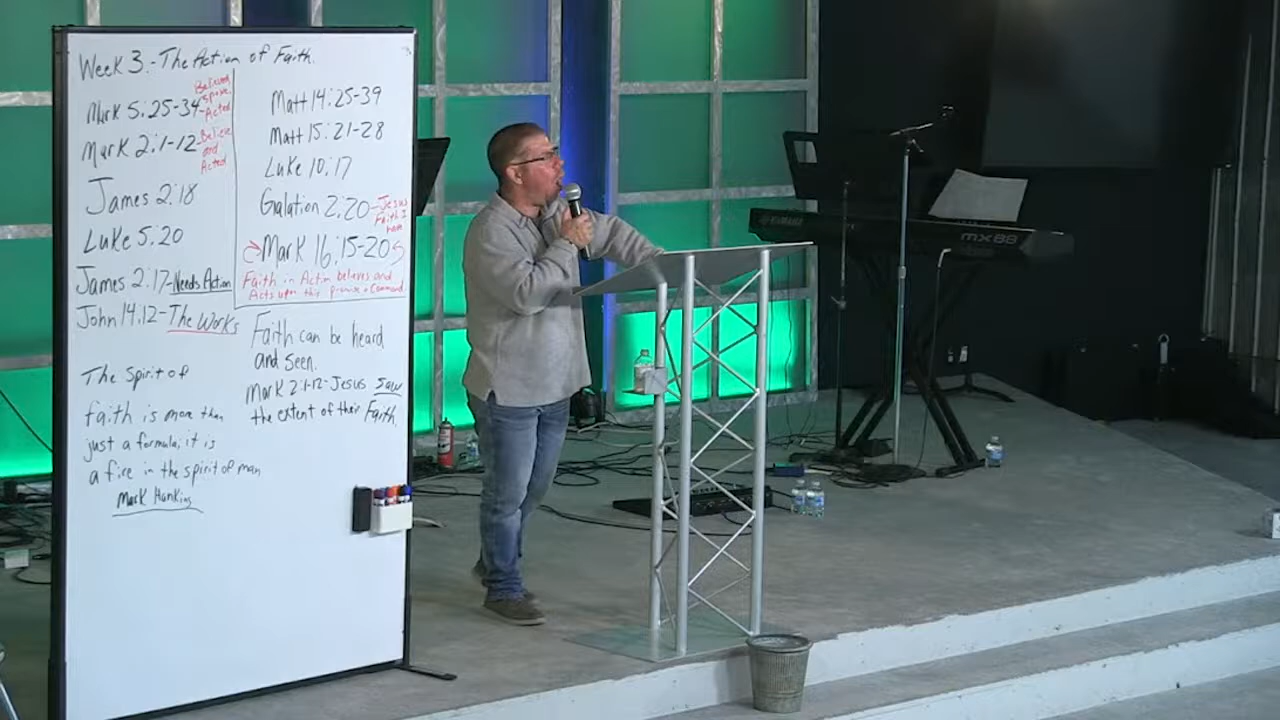 Week 3.-The Action of Faith.
Mark 5:25-34-
Believed
Spoke
Acted
Mark 2:1-12-
Believe
and
Acted
James 2:18
Luke 5:20
James 2:17-Needs Action
John 14:12-The Works
Matt 14:25-39
Matt 15:21-28
Luke 10:17
Galation 2:20-
Jesus
Faith I
have
Mark 16:15-20
Faith in Action believes and
Acts upon this promise + Command
Faith can be heard
and seen.
Mark 2:1-12-Jesus Saw
the extent of their Faith.
The Spirit of
faith is more than
just a formula, it is
a fire in the spirit of man
Mark Hankins
YAMAHA
MX88